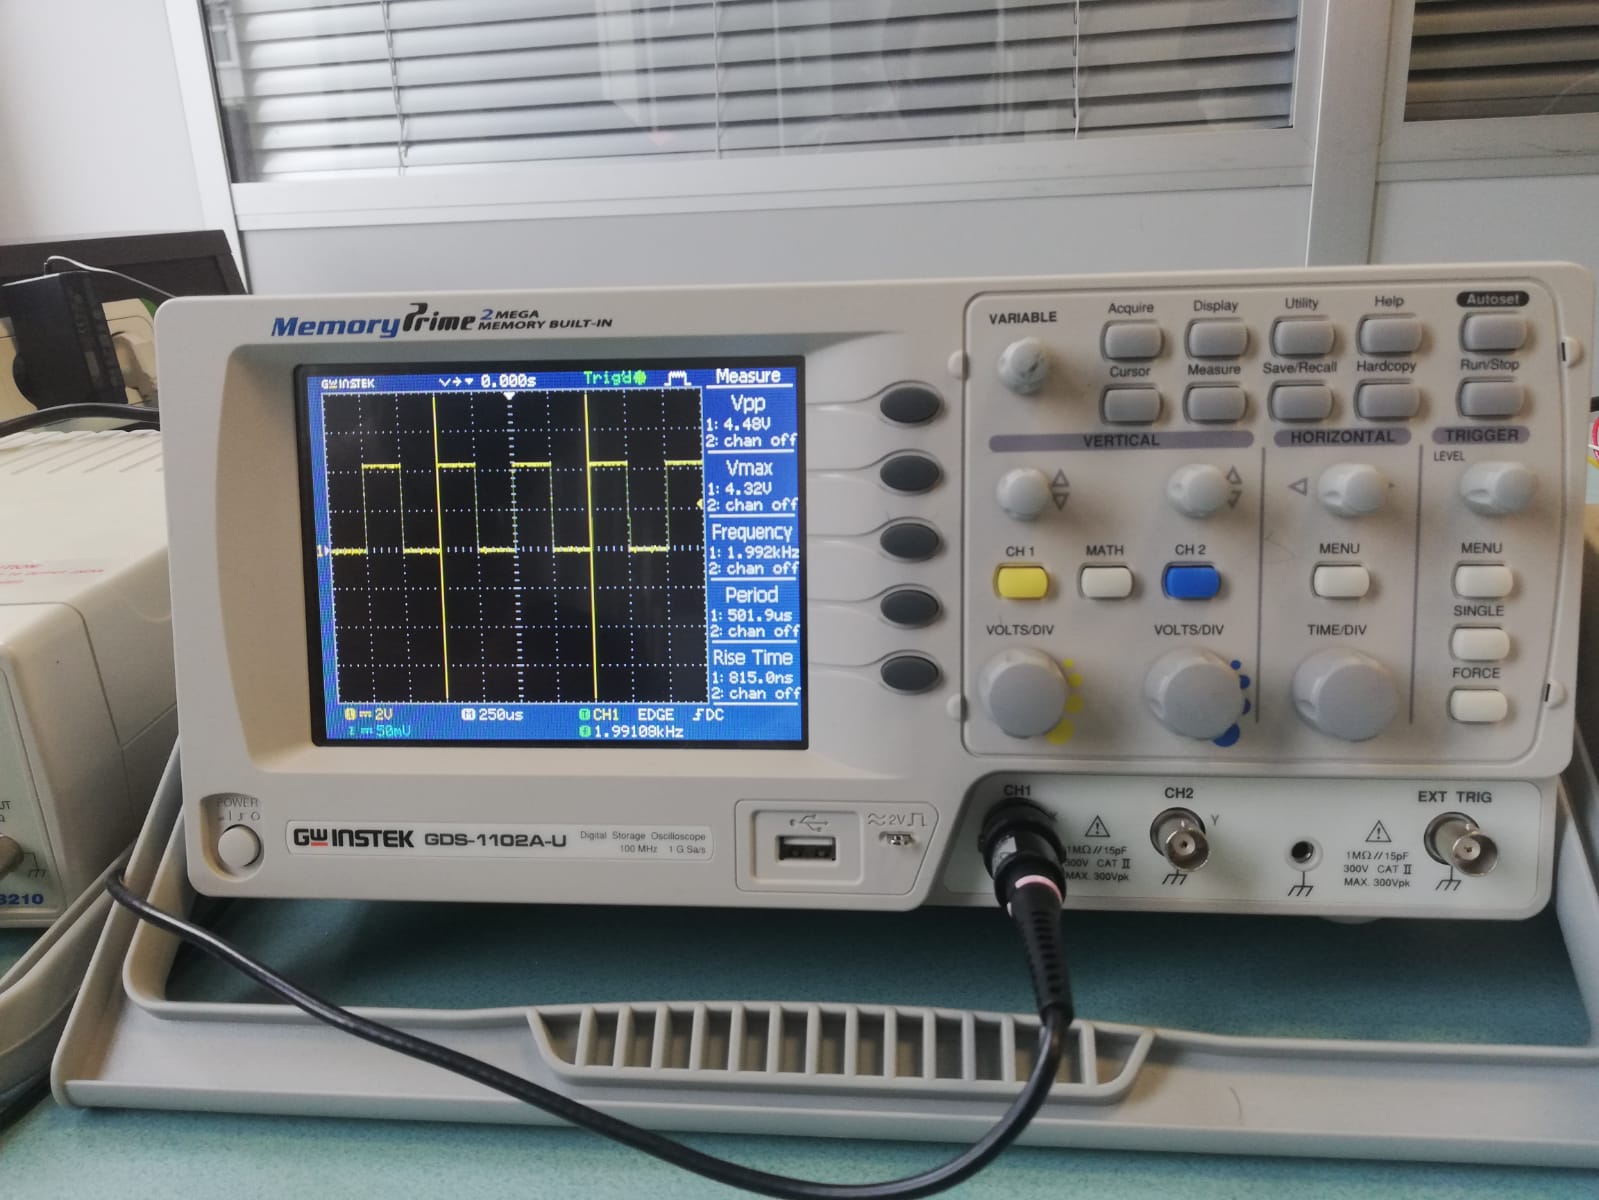 MemoryPrime 2 MEGA
MEMORY BUILT-IN
GW INSTEK
0.000s
Trig'd
Measure
Vpp
1: 4.48V
2: chan off
Vmax
1: 4.32V
2: chan off
Frequency
1: 1.992kHz
2: chan off
Period
1: 501.9us
2: chan off
Rise Time
1: 815.0ns
2: chan off
1
1 2V
M 250us
T CH1 EDGE DC
2 50mV
1.99108kHz
VARIABLE
Acquire
Display
Utility
Help
Autoset
Cursor
Measure
Save/Recall
Hardcopy
Run/Stop
VERTICAL
HORIZONTAL
TRIGGER
LEVEL
CH 1
MATH
CH 2
MENU
MENU
SINGLE
VOLTS/DIV
VOLTS/DIV
TIME/DIV
FORCE
POWER
GW INSTEK GDS-1102A-U
Digital Storage Oscilloscope
100 MHz 1 G Sa/s
≈2V
CH1
CH2
EXT TRIG
Y
1MΩ//15pF
300V CAT II
MAX. 300Vpk
1MΩ//15pF
300V CAT II
MAX. 300Vpk
3210